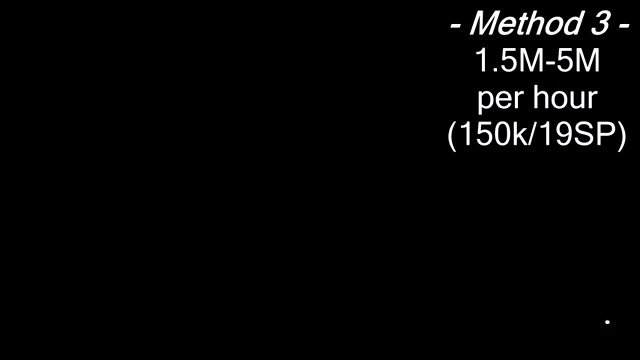 - Method 3 -
1.5M-5M
per hour
(150k/19SP)
.